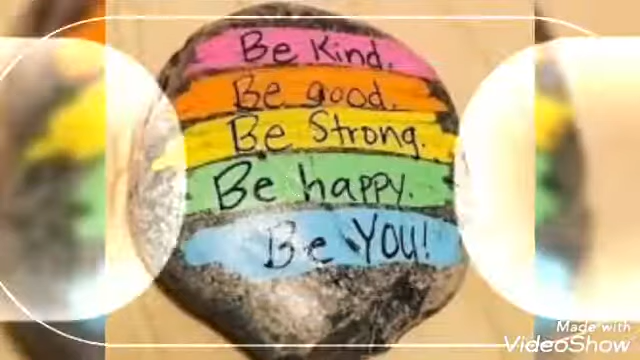 Be Kind.
Be good.
Be Strong.
Be happy.
Be YOU!
Made with
VideoShow